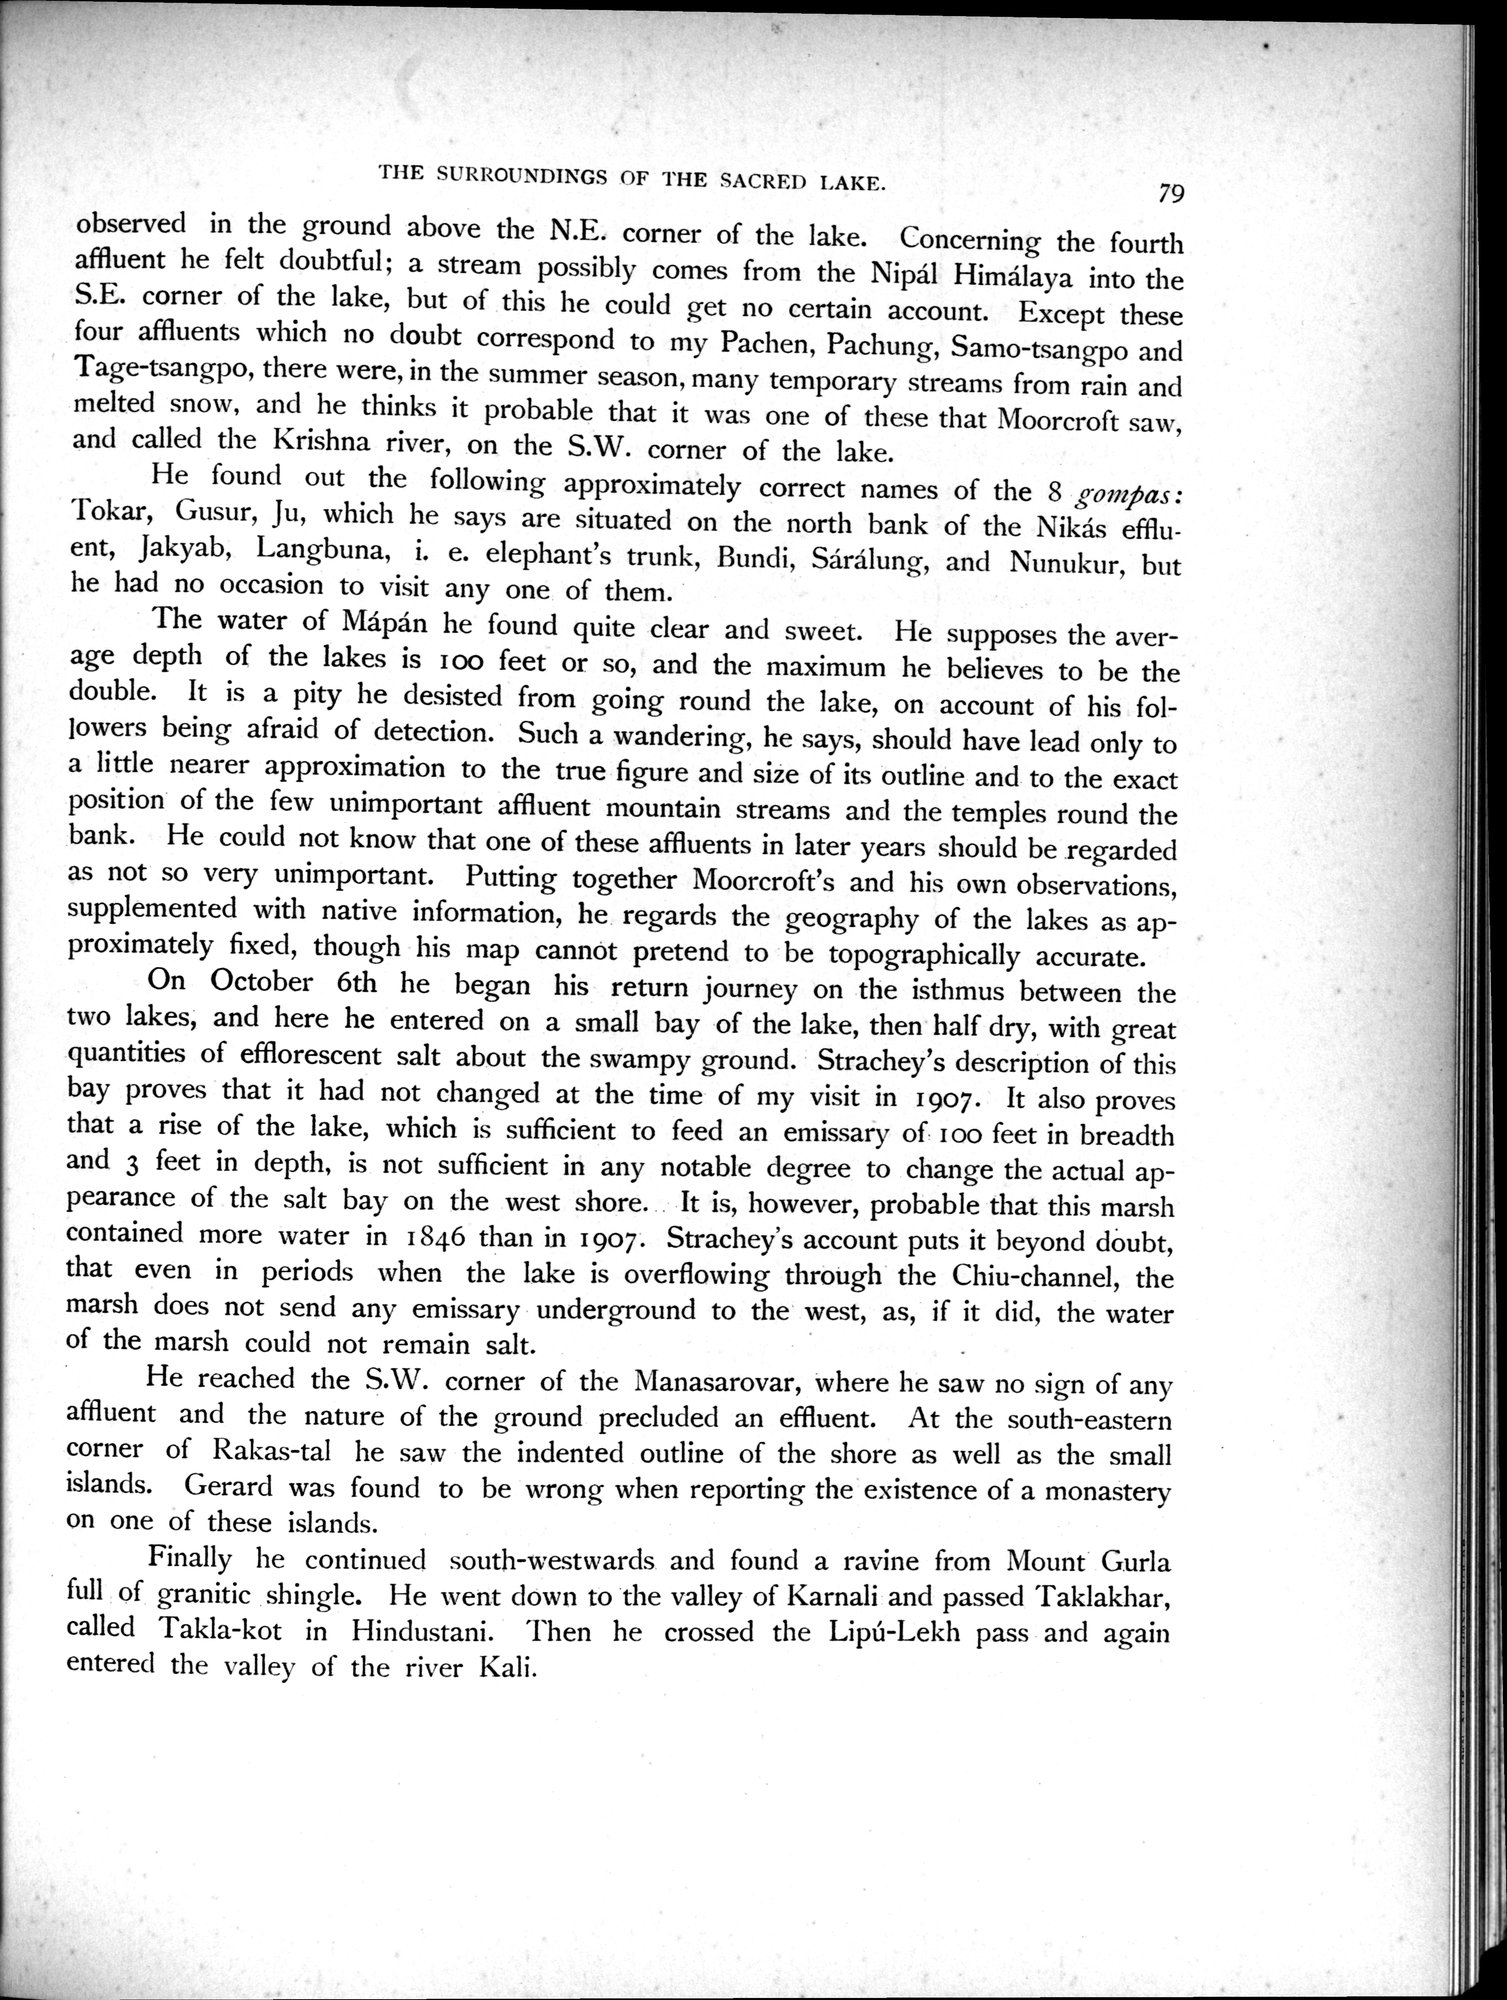 THE SURROUNDINGS OF THE SACRED LAKE.
79
observed in the ground above the N.E. corner of the lake. Concerning the fourth
affluent he felt doubtful; a stream possibly comes from the Nipál Himálaya into the
S.E. corner of the lake, but of this he could get no certain account. Except these
four affluents which no doubt correspond to my Pachen, Pachung, Samo-tsangpo and
Tage-tsangpo, there were, in the summer season, many temporary streams from rain and
melted snow, and he thinks it probable that it was one of these that Moorcroft saw,
and called the Krishna river, on the S.W. corner of the lake.
He found out the following approximately correct names of the 8 gompas:
Tokar, Gusur, Ju, which he says are situated on the north bank of the Nikás efflu-
ent, Jakyab, Langbuna, i. e. elephant's trunk, Bundi, Sárálung, and Nunukur, but
he had no occasion to visit any one of them.
The water of Mápán he found quite clear and sweet. He supposes the aver-
age depth of the lakes is 100 feet or so, and the maximum he believes to be the
double. It is a pity he desisted from going round the lake, on account of his fol-
lowers being afraid of detection. Such a wandering, he says, should have lead only to
a little nearer approximation to the true figure and size of its outline and to the exact
position of the few unimportant affluent mountain streams and the temples round the
bank. He could not know that one of these affluents in later years should be regarded
as not so very unimportant. Putting together Moorcroft's and his own observations,
supplemented with native information, he regards the geography of the lakes as ap-
proximately fixed, though his map cannot pretend to be topographically accurate.
On October 6th he began his return journey on the isthmus between the
two lakes, and here he entered on a small bay of the lake, then half dry, with great
quantities of efflorescent salt about the swampy ground. Strachey's description of this
bay proves that it had not changed at the time of my visit in 1907. It also proves
that a rise of the lake, which is sufficient to feed an emissary of 100 feet in breadth
and 3 feet in depth, is not sufficient in any notable degree to change the actual ap-
pearance of the salt bay on the west shore. It is, however, probable that this marsh
contained more water in 1846 than in 1907. Strachey's account puts it beyond doubt,
that even in periods when the lake is overflowing through the Chiu-channel, the
marsh does not send any emissary underground to the west, as, if it did, the water
of the marsh could not remain salt.
He reached the S.W. corner of the Manasarovar, where he saw no sign of any
affluent and the nature of the ground precluded an effluent. At the south-eastern
corner of Rakas-tal he saw the indented outline of the shore as well as the small
islands. Gerard was found to be wrong when reporting the existence of a monastery
on one of these islands.
Finally he continued south-westwards and found a ravine from Mount Gurla
full of granitic shingle. He went down to the valley of Karnali and passed Taklakhar,
called Takla-kot in Hindustani. Then he crossed the Lipú-Lekh pass and again
entered the valley of the river Kali.